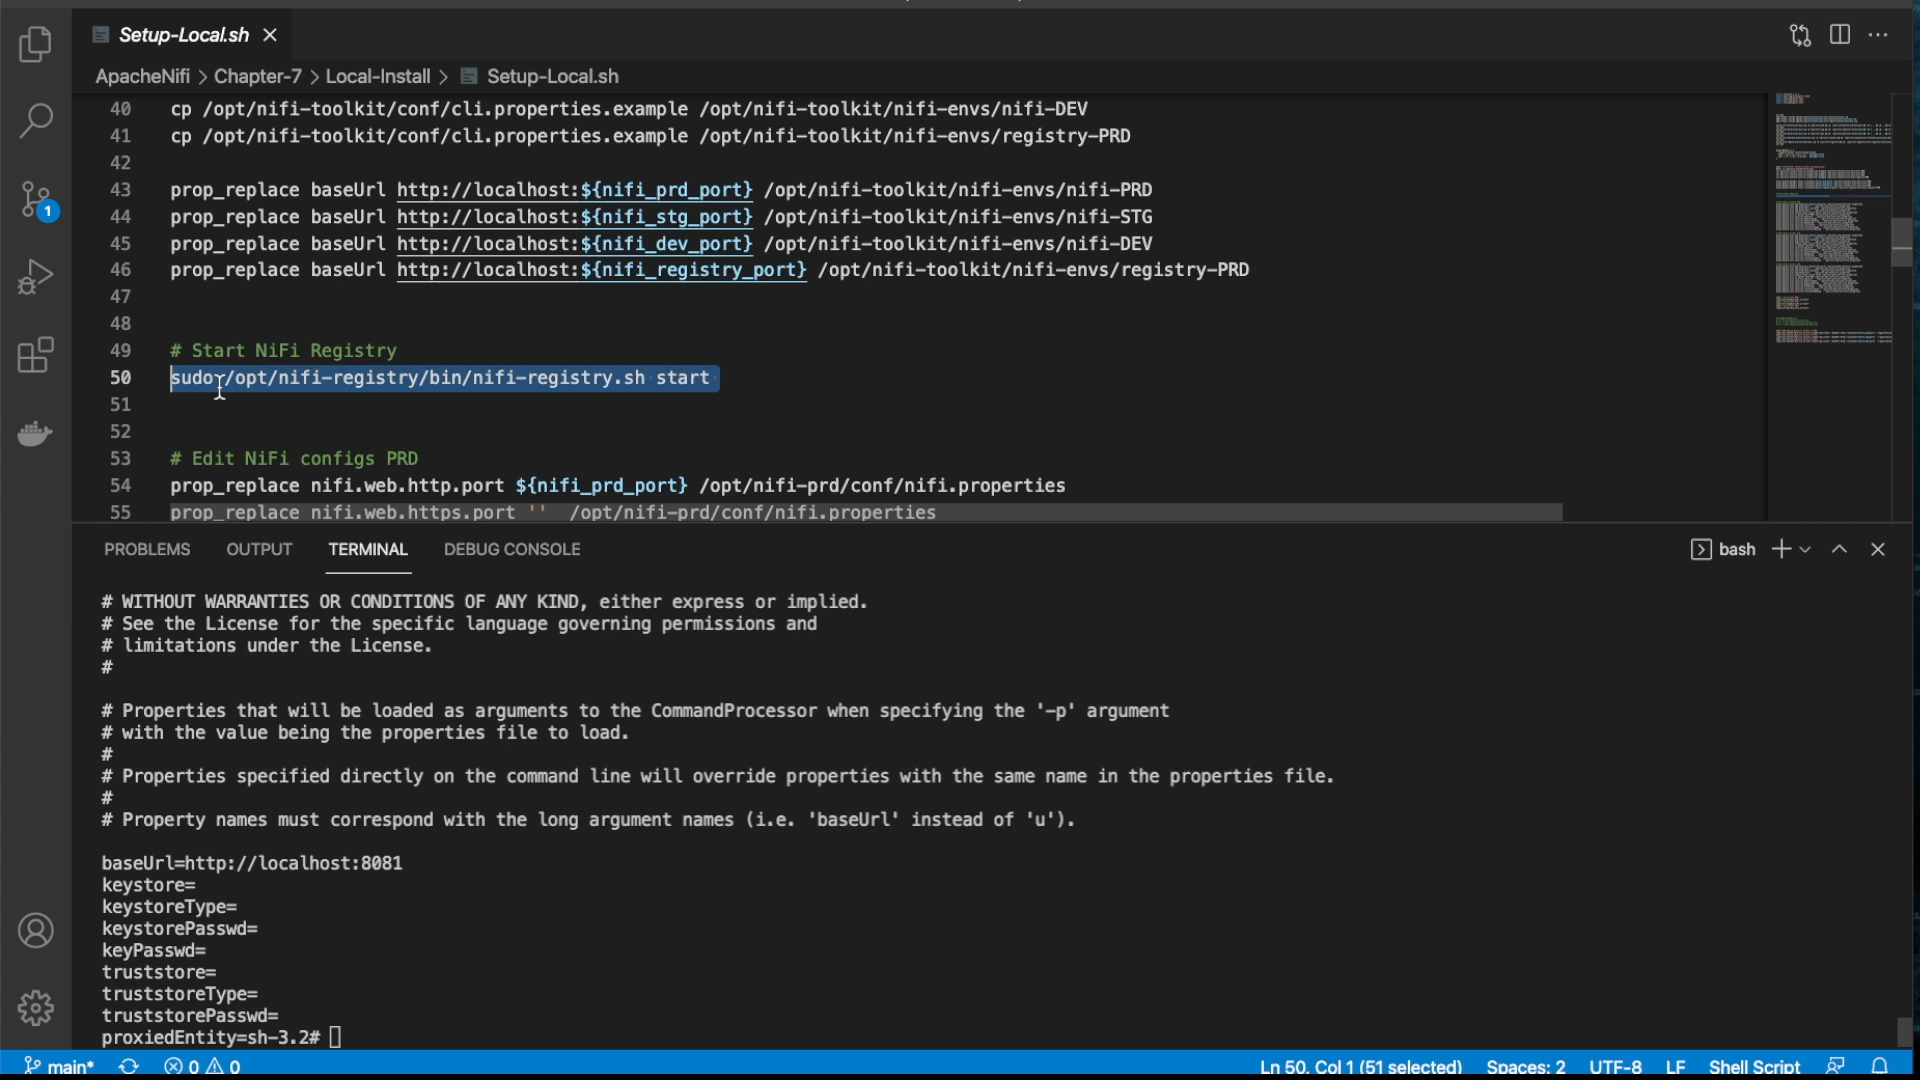 Setup-Local.sh
ApacheNifi > Chapter-7 > Local-Install > Setup-Local.sh
40 cp /opt/nifi-toolkit/conf/cli.properties.example /opt/nifi-toolkit/nifi-envs/nifi-DEV
41 cp /opt/nifi-toolkit/conf/cli.properties.example /opt/nifi-toolkit/nifi-envs/registry-PRD
42
43 prop_replace baseUrl http://localhost:${nifi_prd_port} /opt/nifi-toolkit/nifi-envs/nifi-PRD
44 prop_replace baseUrl http://localhost:${nifi_stg_port} /opt/nifi-toolkit/nifi-envs/nifi-STG
45 prop_replace baseUrl http://localhost:${nifi_dev_port} /opt/nifi-toolkit/nifi-envs/nifi-DEV
46 prop_replace baseUrl http://localhost:${nifi_registry_port} /opt/nifi-toolkit/nifi-envs/registry-PRD
47
48
49 # Start NiFi Registry
50 sudo /opt/nifi-registry/bin/nifi-registry.sh start
51
52
53 # Edit NiFi configs PRD
54 prop_replace nifi.web.http.port ${nifi_prd_port} /opt/nifi-prd/conf/nifi.properties
55 prop_replace nifi.web.https.port '' /opt/nifi-prd/conf/nifi.properties
1
PROBLEMS OUTPUT TERMINAL DEBUG CONSOLE bash
# WITHOUT WARRANTIES OR CONDITIONS OF ANY KIND, either express or implied.
# See the License for the specific language governing permissions and
# limitations under the License.
#
# Properties that will be loaded as arguments to the CommandProcessor when specifying the '-p' argument
# with the value being the properties file to load.
#
# Properties specified directly on the command line will override properties with the same name in the properties file.
#
# Property names must correspond with the long argument names (i.e. 'baseUrl' instead of 'u').
baseUrl=http://localhost:8081
keystore=
keystoreType=
keystorePasswd=
keyPasswd=
truststore=
truststoreType=
truststorePasswd=
proxiedEntity=sh-3.2#
main* 0 0 Ln 50, Col 1 (51 selected) Spaces: 2 UTF-8 LF Shell Script